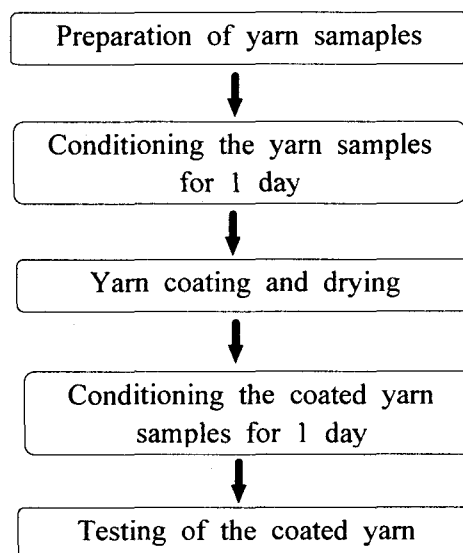 Preparation of yarn samaples
Conditioning the yarn samples
for 1 day
Yarn coating and drying
Conditioning the coated yarn
samples for 1 day
Testing of the coated yarn